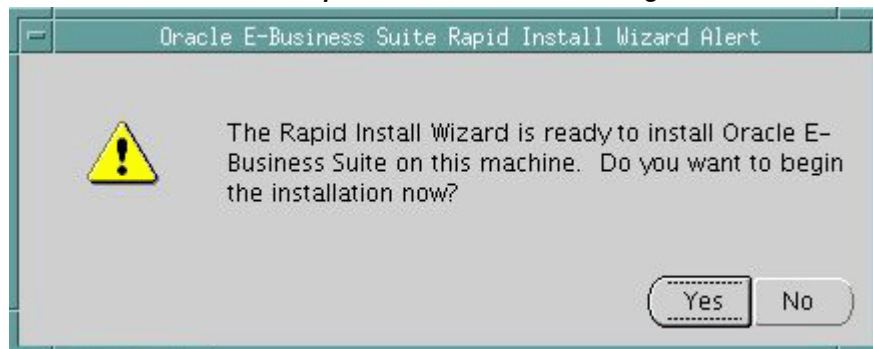 Oracle E-Business Suite Rapid Install Wizard Alert
The Rapid Install Wizard is ready to install Oracle E-
Business Suite on this machine.  Do you want to begin
the installation now?
Yes No